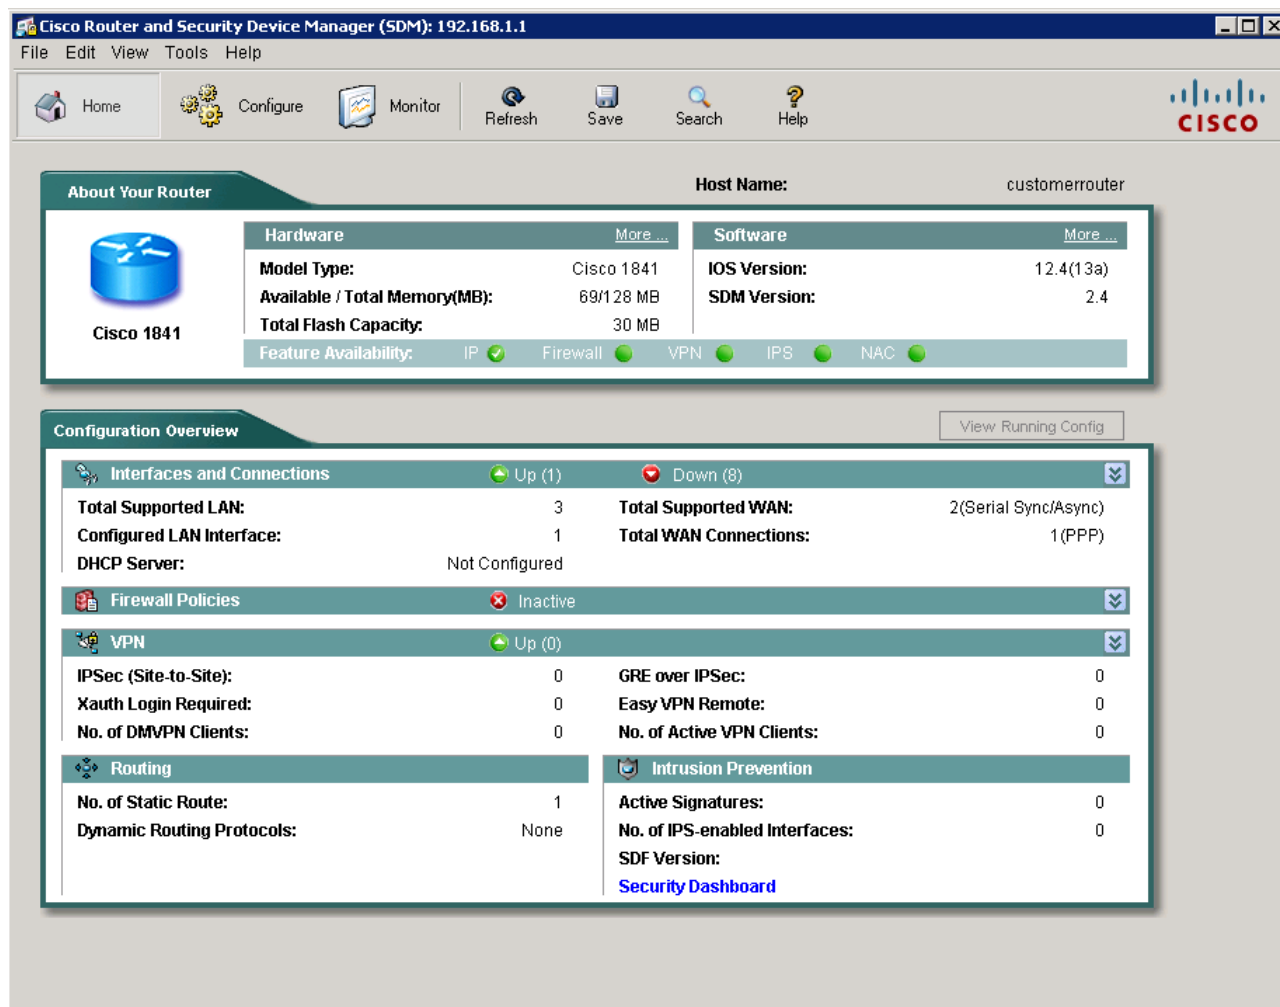 Cisco Router and Security Device Manager (SDM): 192.168.1.1
File Edit View Tools Help
Home Configure Monitor Refresh Save Search Help
CISCO
About Your Router
Host Name: customerrouter
Hardware More ... Software More ...
Model Type: Cisco 1841 IOS Version: 12.4(13a)
Available / Total Memory(MB): 69/128 MB SDM Version: 2.4
Total Flash Capacity: 30 MB
Cisco 1841
Feature Availability: IP Firewall VPN IPS NAC
Configuration Overview
View Running Config
Interfaces and Connections Up (1) Down (8)
Total Supported LAN: 3 Total Supported WAN: 2(Serial Sync/Async)
Configured LAN Interface: 1 Total WAN Connections: 1(PPP)
DHCP Server: Not Configured
Firewall Policies Inactive
VPN Up (0)
IPSec (Site-to-Site): 0 GRE over IPSec: 0
Xauth Login Required: 0 Easy VPN Remote: 0
No. of DMVPN Clients: 0 No. of Active VPN Clients: 0
Routing Intrusion Prevention
No. of Static Route: 1 Active Signatures: 0
Dynamic Routing Protocols: None No. of IPS-enabled Interfaces: 0
SDF Version:
Security Dashboard